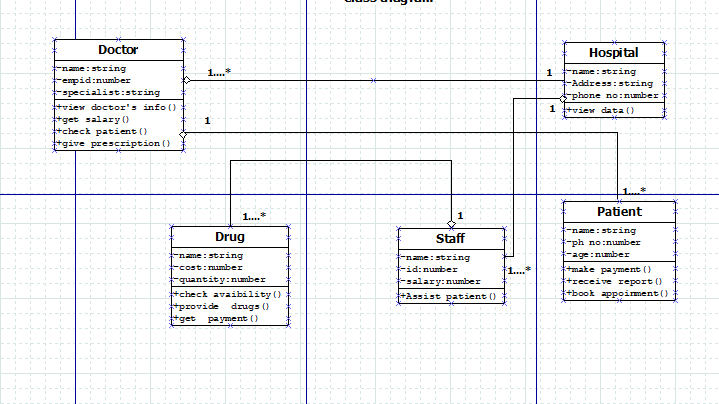 Class diagram
Doctor
-name:string
-empid:number
-specialist:string
+view doctor's info()
+get salary()
+check patient()
+give prescription()
1....*
1
Hospital
-name:string
-Address:string
-phone no:number
+view data()
1
1
1....*
Drug
-name:string
-cost:number
-quantity:number
+check avaibility()
+provide drugs()
+get payment()
1....*
1
Staff
-name:string
-id:number
-salary:number
+Assist patient()
1....*
Patient
-name:string
-ph no:number
-age:number
+make payment()
+receive report()
+book appoinment()